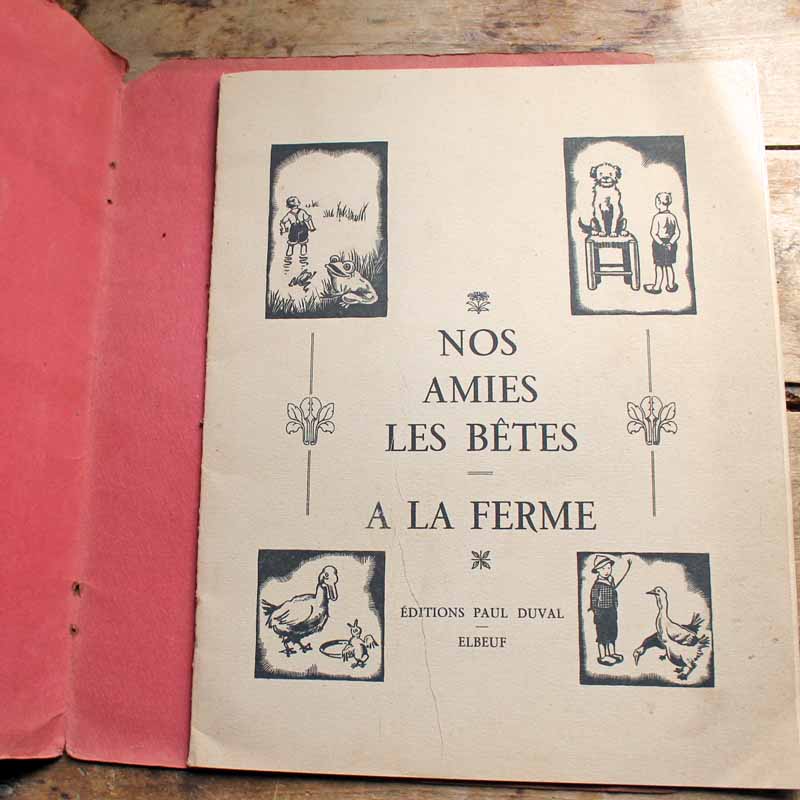 NOS
AMIES
LES BÊTES
A LA FERME
ÉDITIONS PAUL DUVAL
ELBEUF